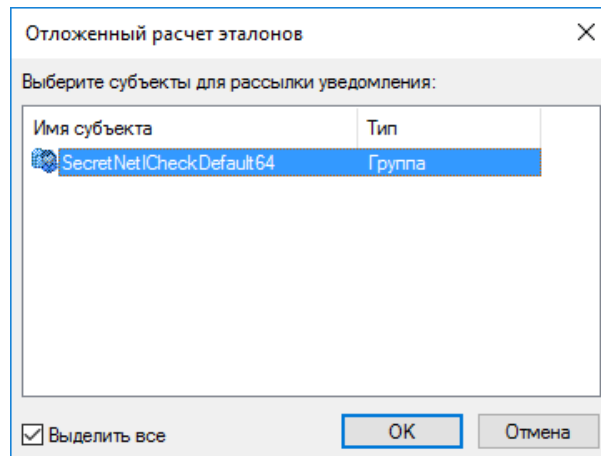 Отложенный расчет эталонов
Выберите субъекты для рассылки уведомления:
Имя субъекта Тип
SecretNetICheckDefault64 Группа
Выделить все OK Отмена